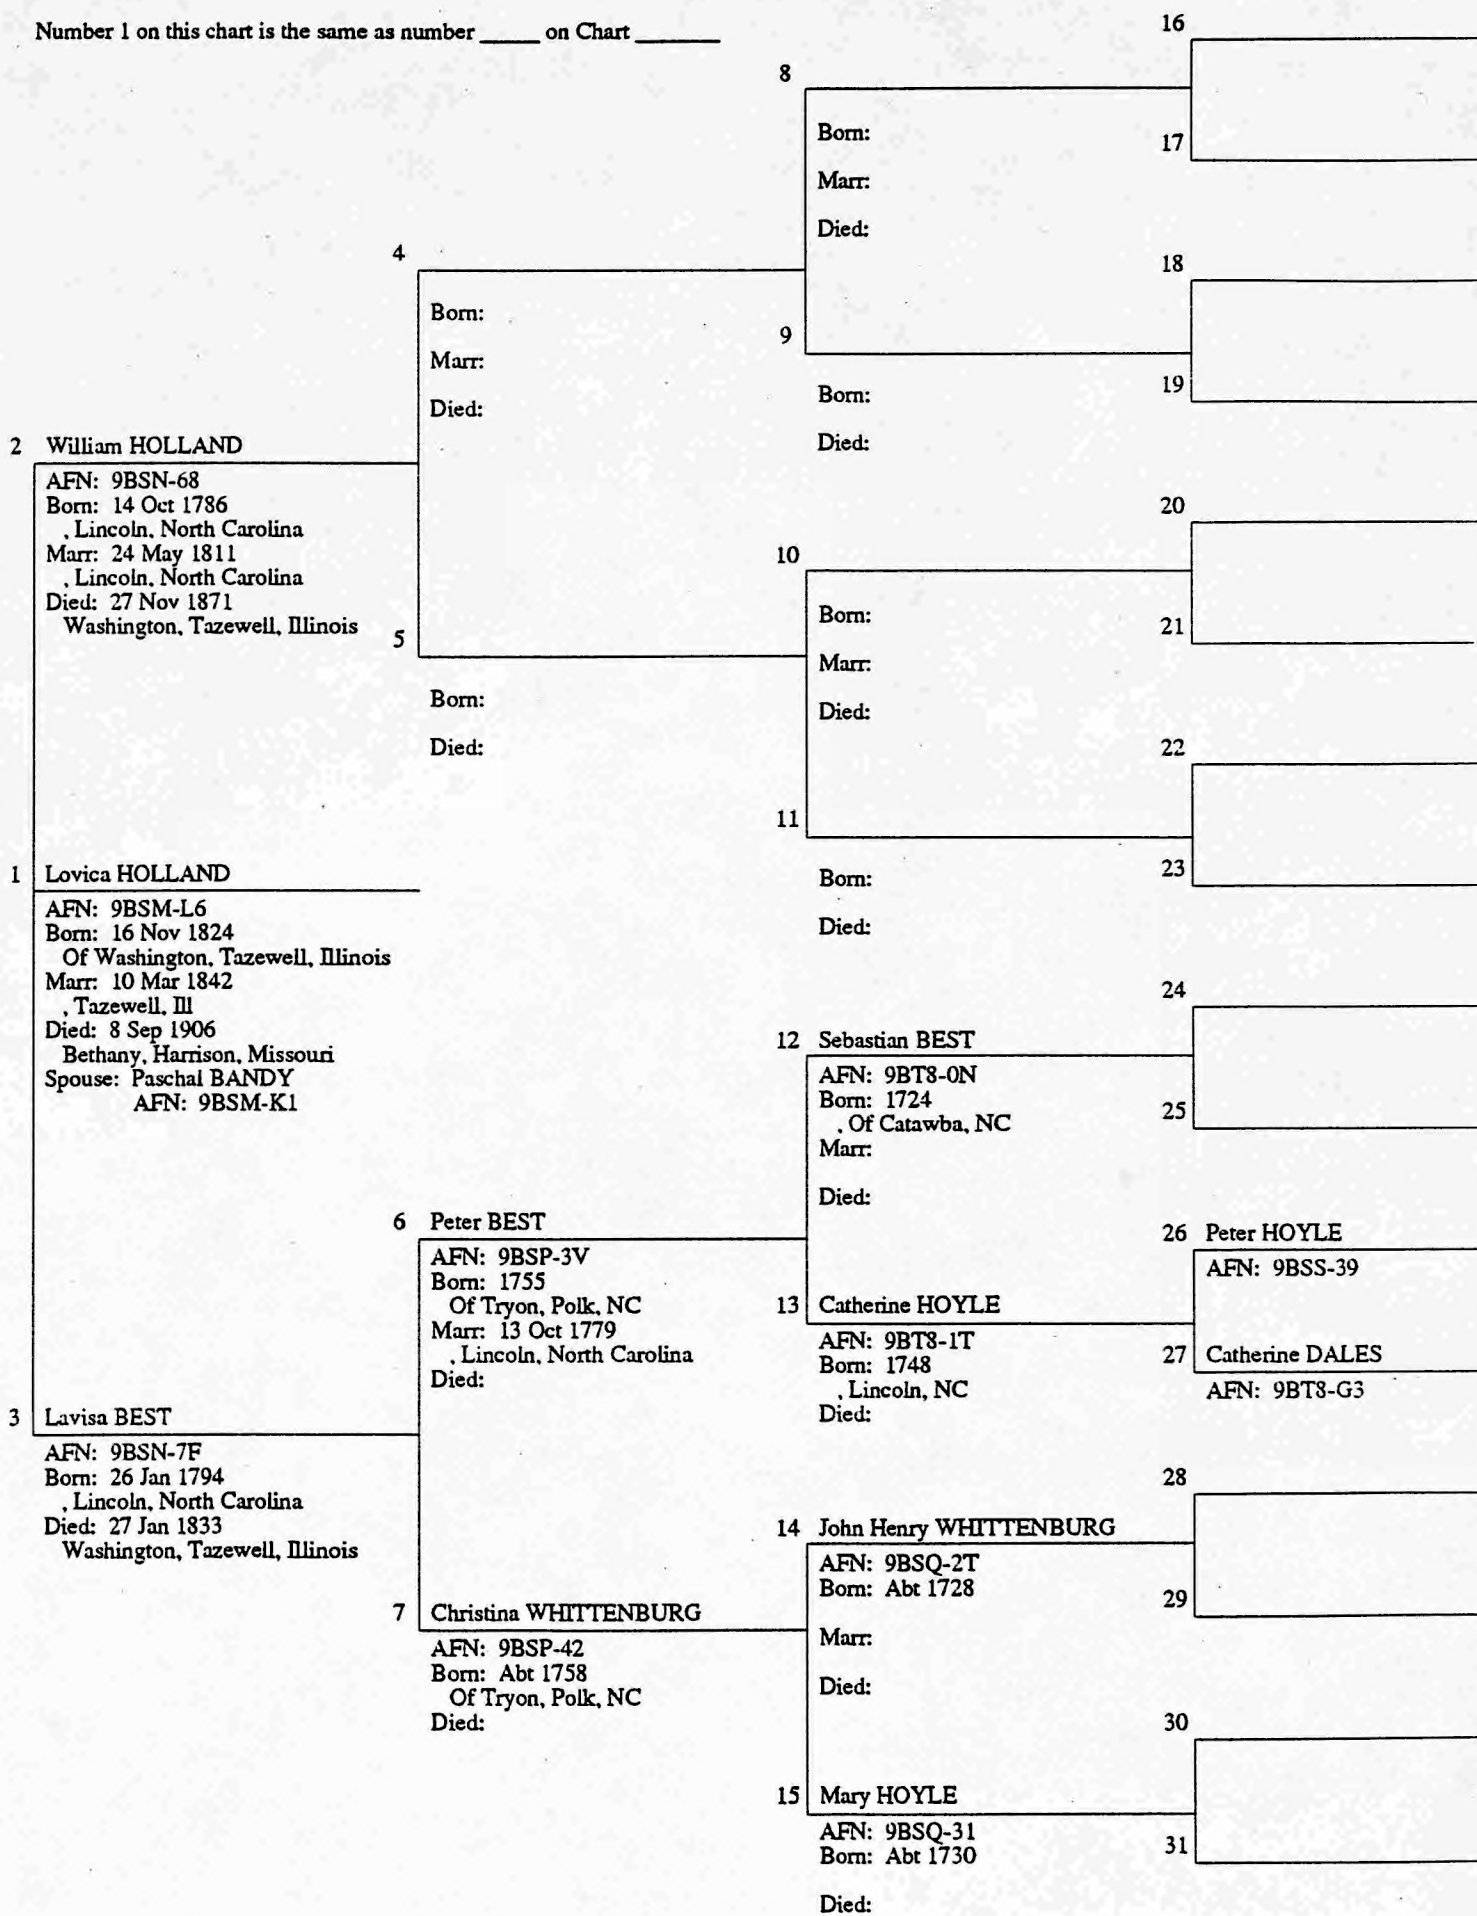 Number 1 on this chart is the same as number _____ on Chart _______
16
8
Born:
17
Marr:
Died:
4
18
Born:
9
Marr:
19
Born:
Died:
Died:
2 William HOLLAND
AFN: 9BSN-68
Born: 14 Oct 1786
, Lincoln, North Carolina
Marr: 24 May 1811
, Lincoln, North Carolina
Died: 27 Nov 1871
Washington, Tazewell, Illinois
20
10
Born:
21
5
Marr:
Born:
Died:
Died:
22
11
1 Lovica HOLLAND
23
Born:
AFN: 9BSM-L6
Born: 16 Nov 1824
Of Washington, Tazewell, Illinois
Marr: 10 Mar 1842
, Tazewell, Ill
Died: 8 Sep 1906
Bethany, Harrison, Missouri
Spouse: Paschal BANDY
AFN: 9BSM-K1
Died:
24
12 Sebastian BEST
AFN: 9BT8-0N
Born: 1724
, Of Catawba, NC
25
Marr:
Died:
6 Peter BEST
AFN: 9BSP-3V
Born: 1755
Of Tryon, Polk, NC
Marr: 13 Oct 1779
, Lincoln, North Carolina
Died:
26 Peter HOYLE
AFN: 9BSS-39
13 Catherine HOYLE
AFN: 9BT8-1T
Born: 1748
, Lincoln, NC
Died:
27 Catherine DALES
AFN: 9BT8-G3
3 Lavisa BEST
AFN: 9BSN-7F
Born: 26 Jan 1794
, Lincoln, North Carolina
Died: 27 Jan 1833
Washington, Tazewell, Illinois
28
14 John Henry WHITTENBURG
AFN: 9BSQ-2T
Born: Abt 1728
29
Marr:
Died:
7 Christina WHITTENBURG
AFN: 9BSP-42
Born: Abt 1758
Of Tryon, Polk, NC
Died:
30
15 Mary HOYLE
AFN: 9BSQ-31
Born: Abt 1730
31
Died: